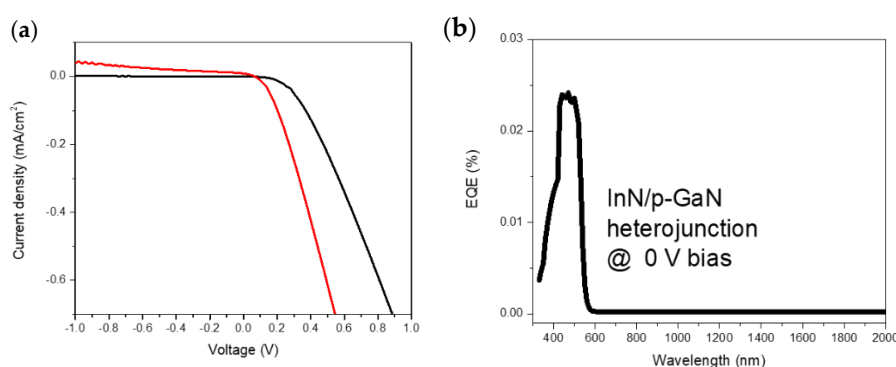 (a)
0.0
-0.2
-0.4
-0.6
-1.0 -0.8 -0.6 -0.4 -0.2 0.0 0.2 0.4 0.6 0.8 1.0
Current density (mA/cm²)
Voltage (V)
(b)
0.03
0.02
0.01
0.00
400 600 800 1000 1200 1400 1600 1800 2000
EQE (%)
Wavelength (nm)
InN/p-GaN
heterojunction
@ 0 V bias